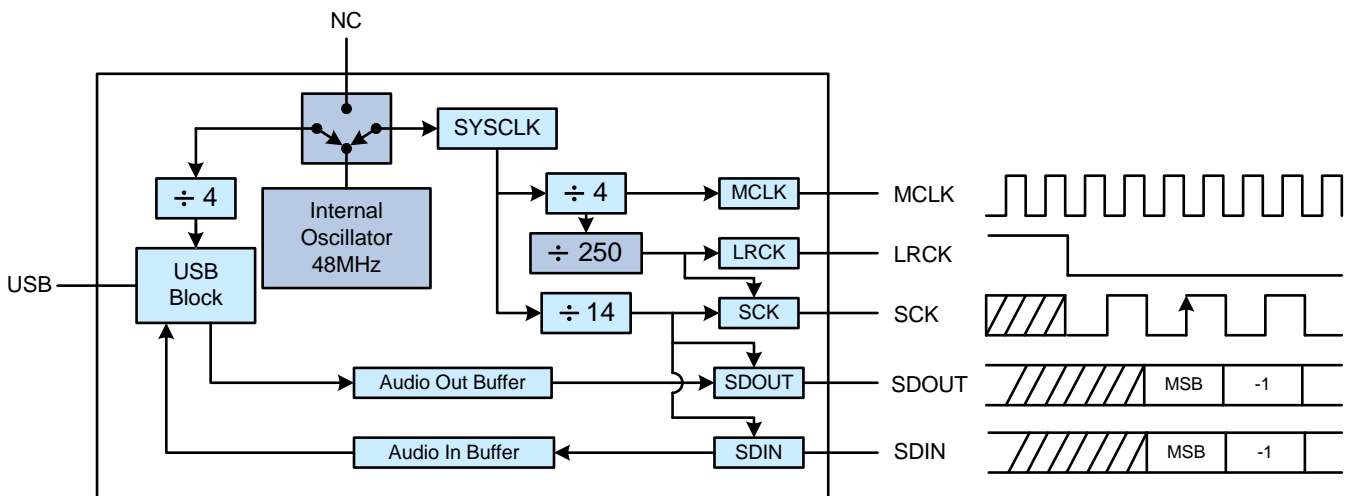 NC
SYSCLK
÷ 4
÷ 4
MCLK
MCLK
Internal
Oscillator
48MHz
÷ 250
LRCK
LRCK
USB
USB
Block
÷ 14
SCK
SCK
Audio Out Buffer
SDOUT
SDOUT
MSB
-1
Audio In Buffer
SDIN
SDIN
MSB
-1